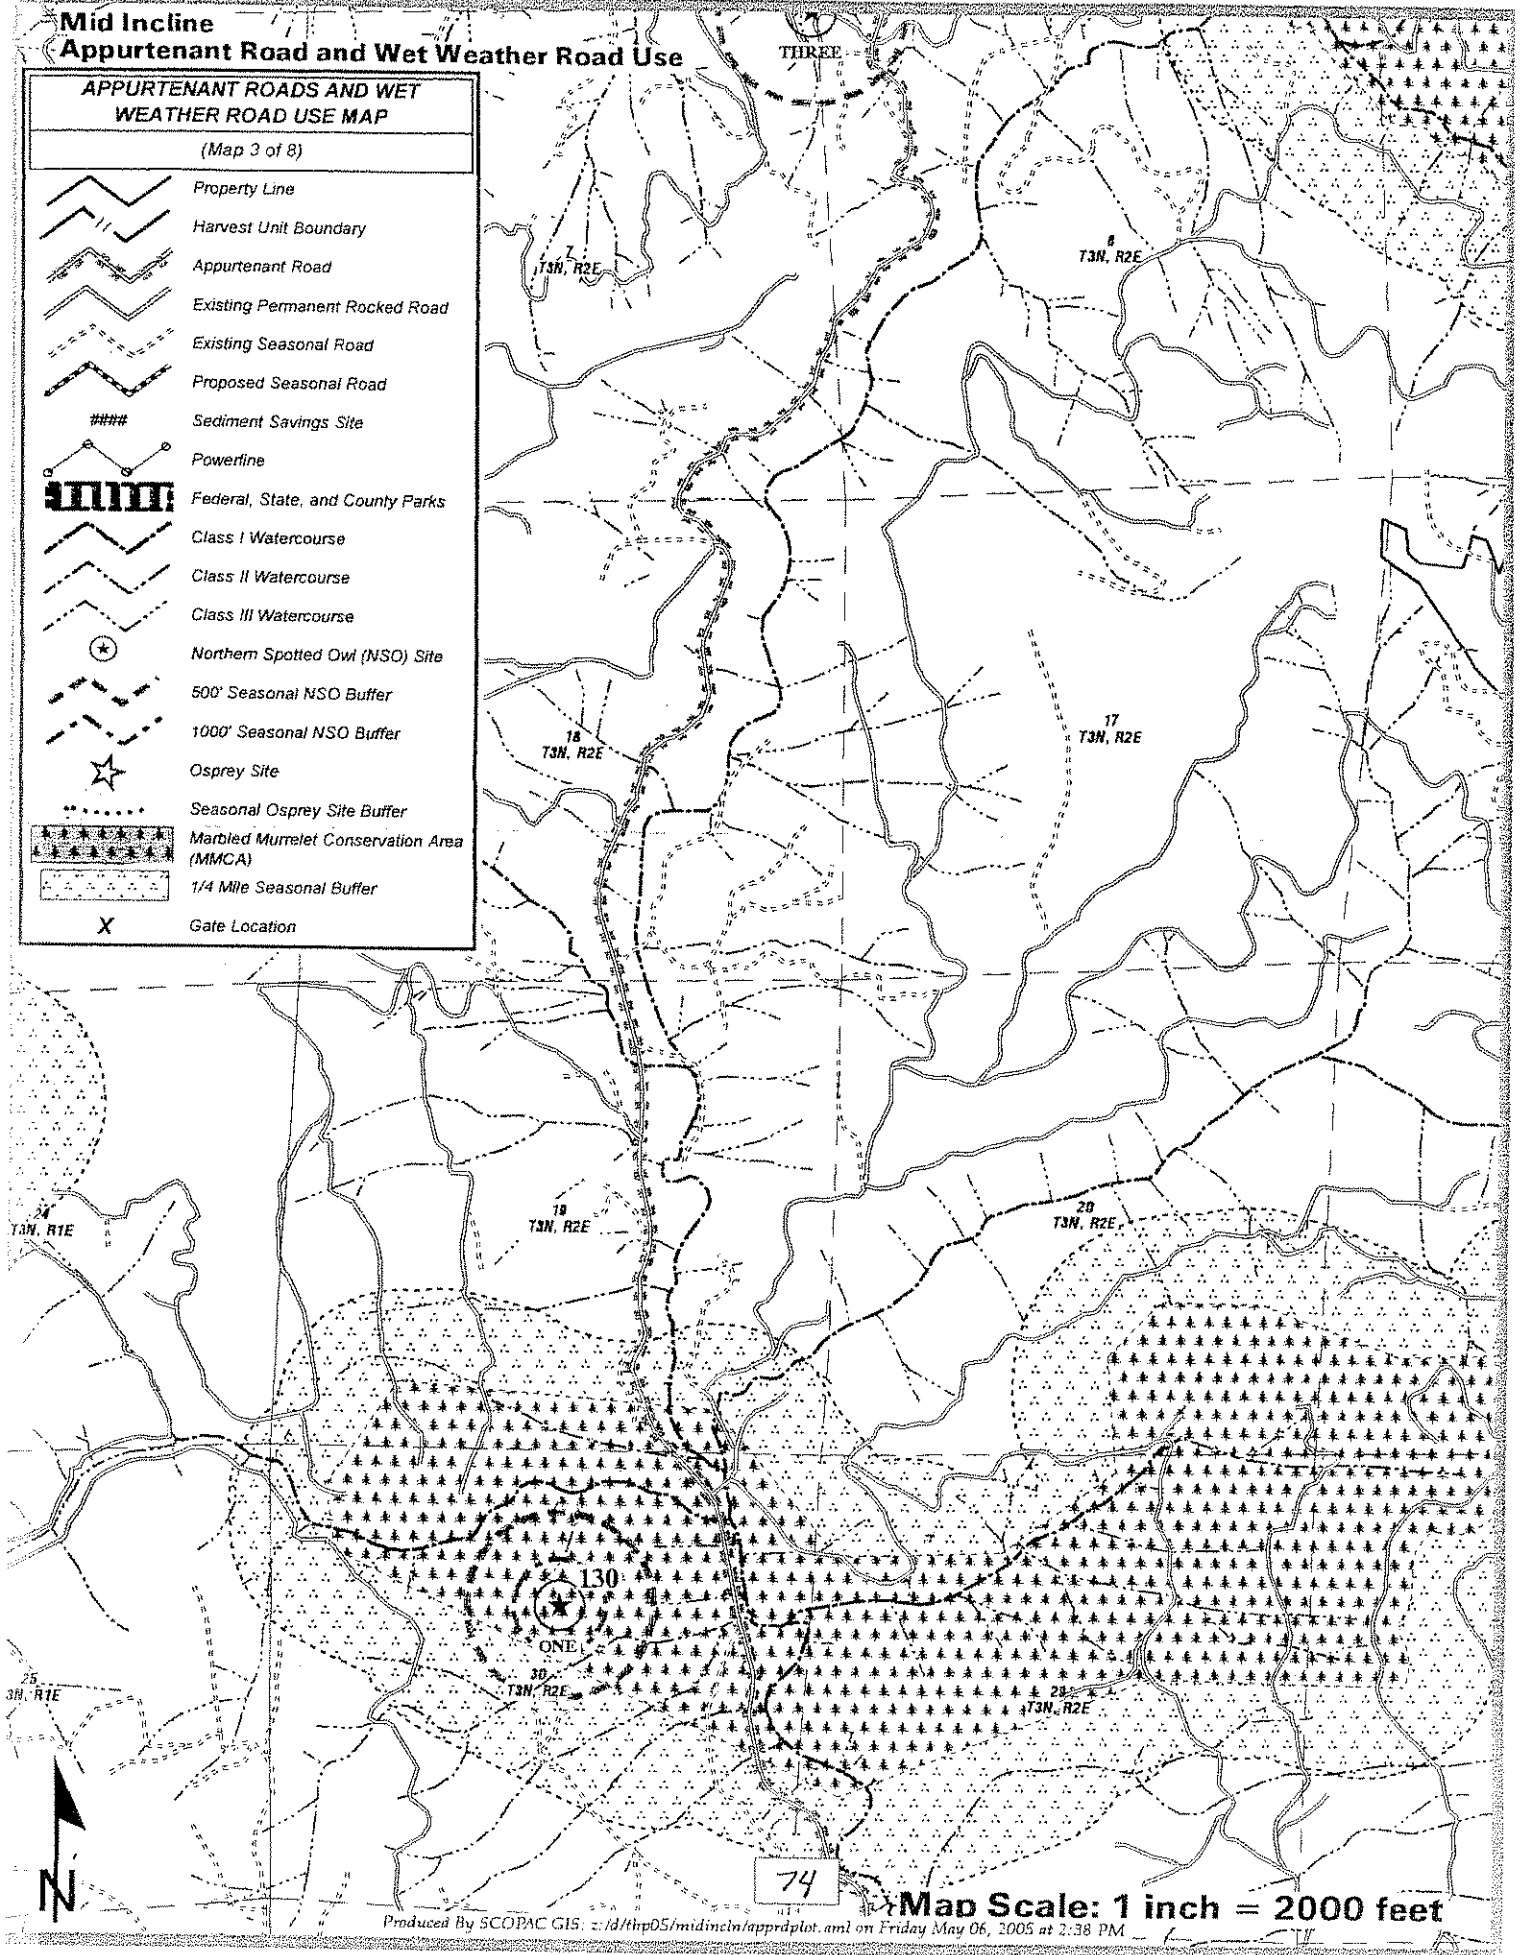 Mid Incline
Appurtenant Road and Wet Weather Road Use
APPURTENANT ROADS AND WET
WEATHER ROAD USE MAP
(Map 3 of 8)
Property Line
Harvest Unit Boundary
Appurtenant Road
Existing Permanent Rocked Road
Existing Seasonal Road
Proposed Seasonal Road
#### Sediment Savings Site
Powerline
Federal, State, and County Parks
Class I Watercourse
Class II Watercourse
Class III Watercourse
Northern Spotted Owl (NSO) Site
500' Seasonal NSO Buffer
1000' Seasonal NSO Buffer
Osprey Site
Seasonal Osprey Site Buffer
Marbled Murrelet Conservation Area
(MMCA)
1/4 Mile Seasonal Buffer
X Gate Location
THREE
7
T3N, R2E
8
T3N, R2E
18
T3N, R2E
17
T3N, R2E
24
T3N, R1E
19
T3N, R2E
20
T3N, R2E
130
ONE
30
T3N, R2E
29
T3N, R2E
25
3N, R1E
N
74
Map Scale: 1 inch = 2000 feet
Produced By SCOPAC GIS: z:/d/thp05/midincln/apprdplot.aml on Friday May 06, 2005 at 2:38 PM